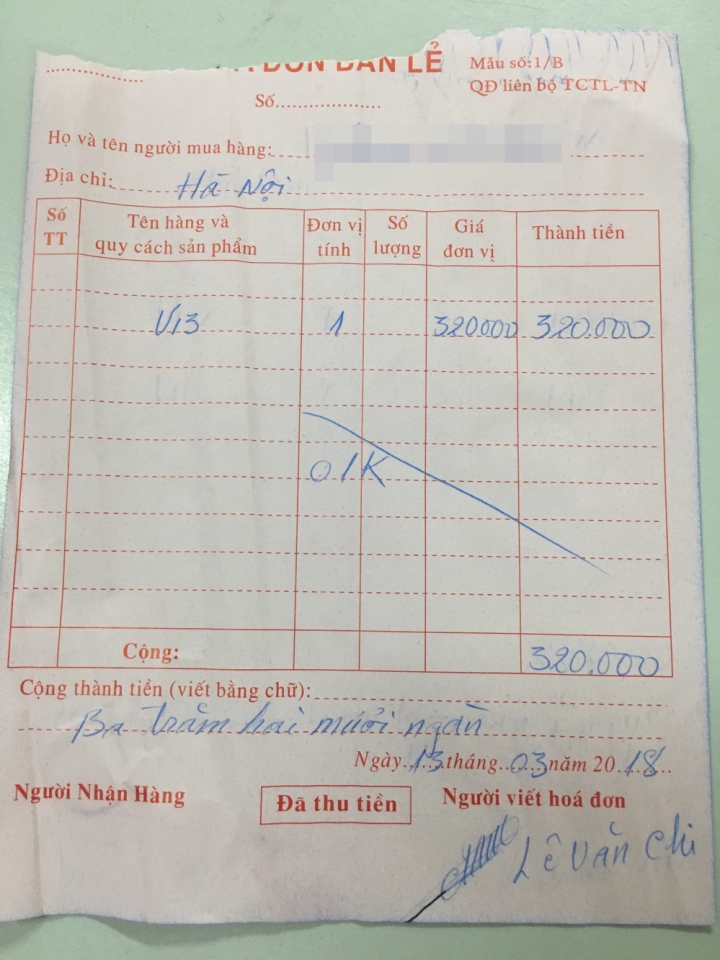 ĐƠN BÁN LẺ
Mẫu số:1/B
QĐ liên bộ TCTL-TN
Số
Họ và tên người mua hàng:
Địa chỉ: Hà Nội
Số TT | Tên hàng và quy cách sản phẩm | Đơn vị tính | Số lượng | Giá đơn vị | Thành tiền
V13 1 320000 320.000
01K
Cộng: 320.000
Cộng thành tiền (viết bằng chữ):
Ba trăm hai mươi ngàn
Ngày 13 tháng 03 năm 2018
Người Nhận Hàng
Đã thu tiền
Người viết hoá đơn
Lê Văn Chi